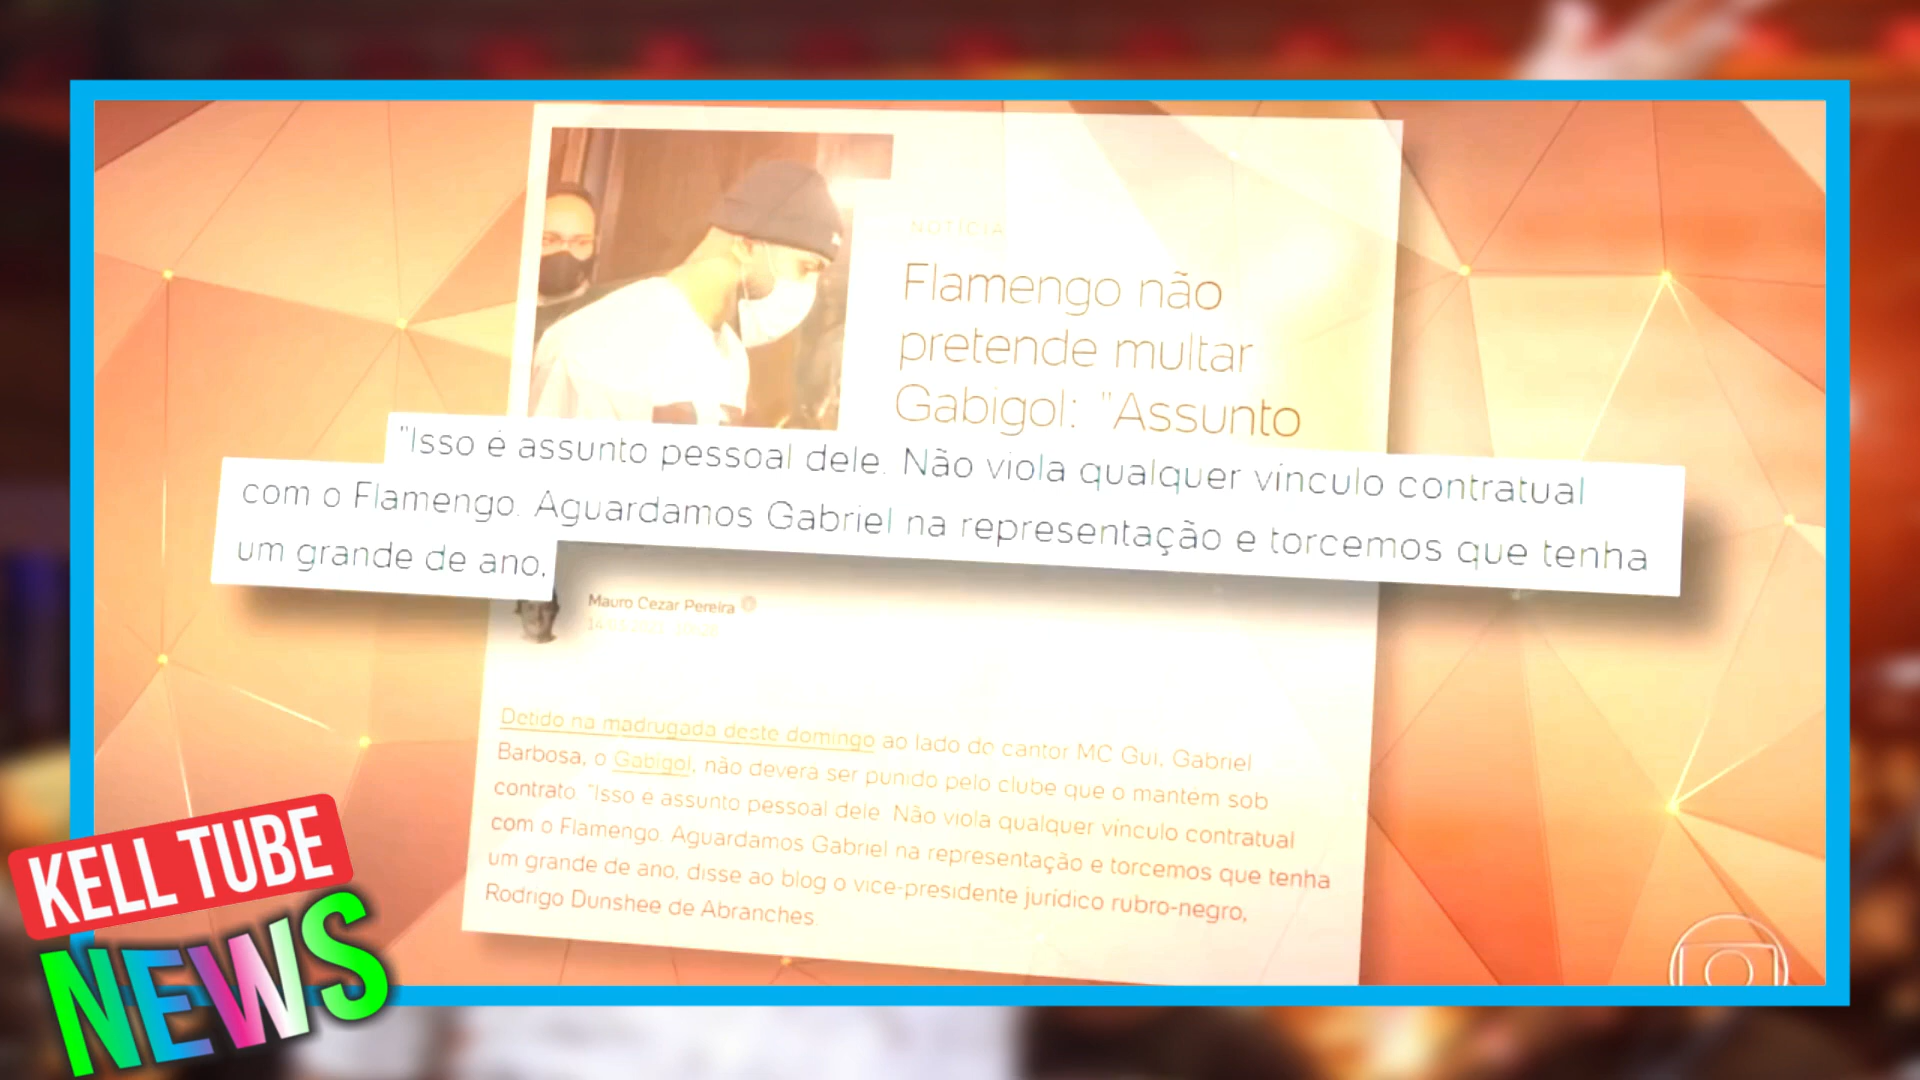 NOTÍCIA
Flamengo não
pretende multar
Gabigol: "Assunto
"Isso é assunto pessoal dele. Não viola qualquer vínculo contratual
com o Flamengo. Aguardamos Gabriel na representação e torcemos que tenha
um grande de ano,
Mauro Cezar Pereira
Detido na madrugada deste domingo ao lado do cantor MC Gui, Gabriel
Barbosa, o Gabigol, não deverá ser punido pelo clube que o mantém sob
contrato. "Isso é assunto pessoal dele. Não viola qualquer vínculo contratual
com o Flamengo. Aguardamos Gabriel na representação e torcemos que tenha
um grande de ano, disse ao blog o vice-presidente jurídico rubro-negro,
Rodrigo Dunshee de Abranches.
KELL TUBE
NEWS